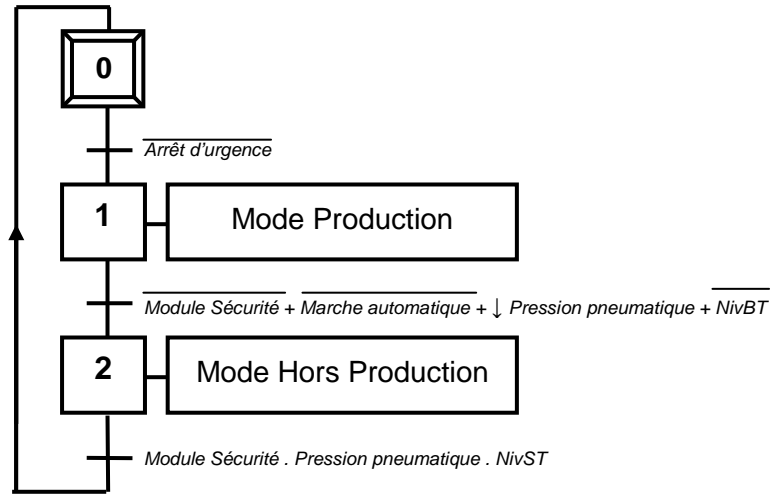 0
Arrêt d'urgence
1
Mode Production
Module Sécurité + Marche automatique + ↓ Pression pneumatique + NivBT
2
Mode Hors Production
Module Sécurité . Pression pneumatique . NivST